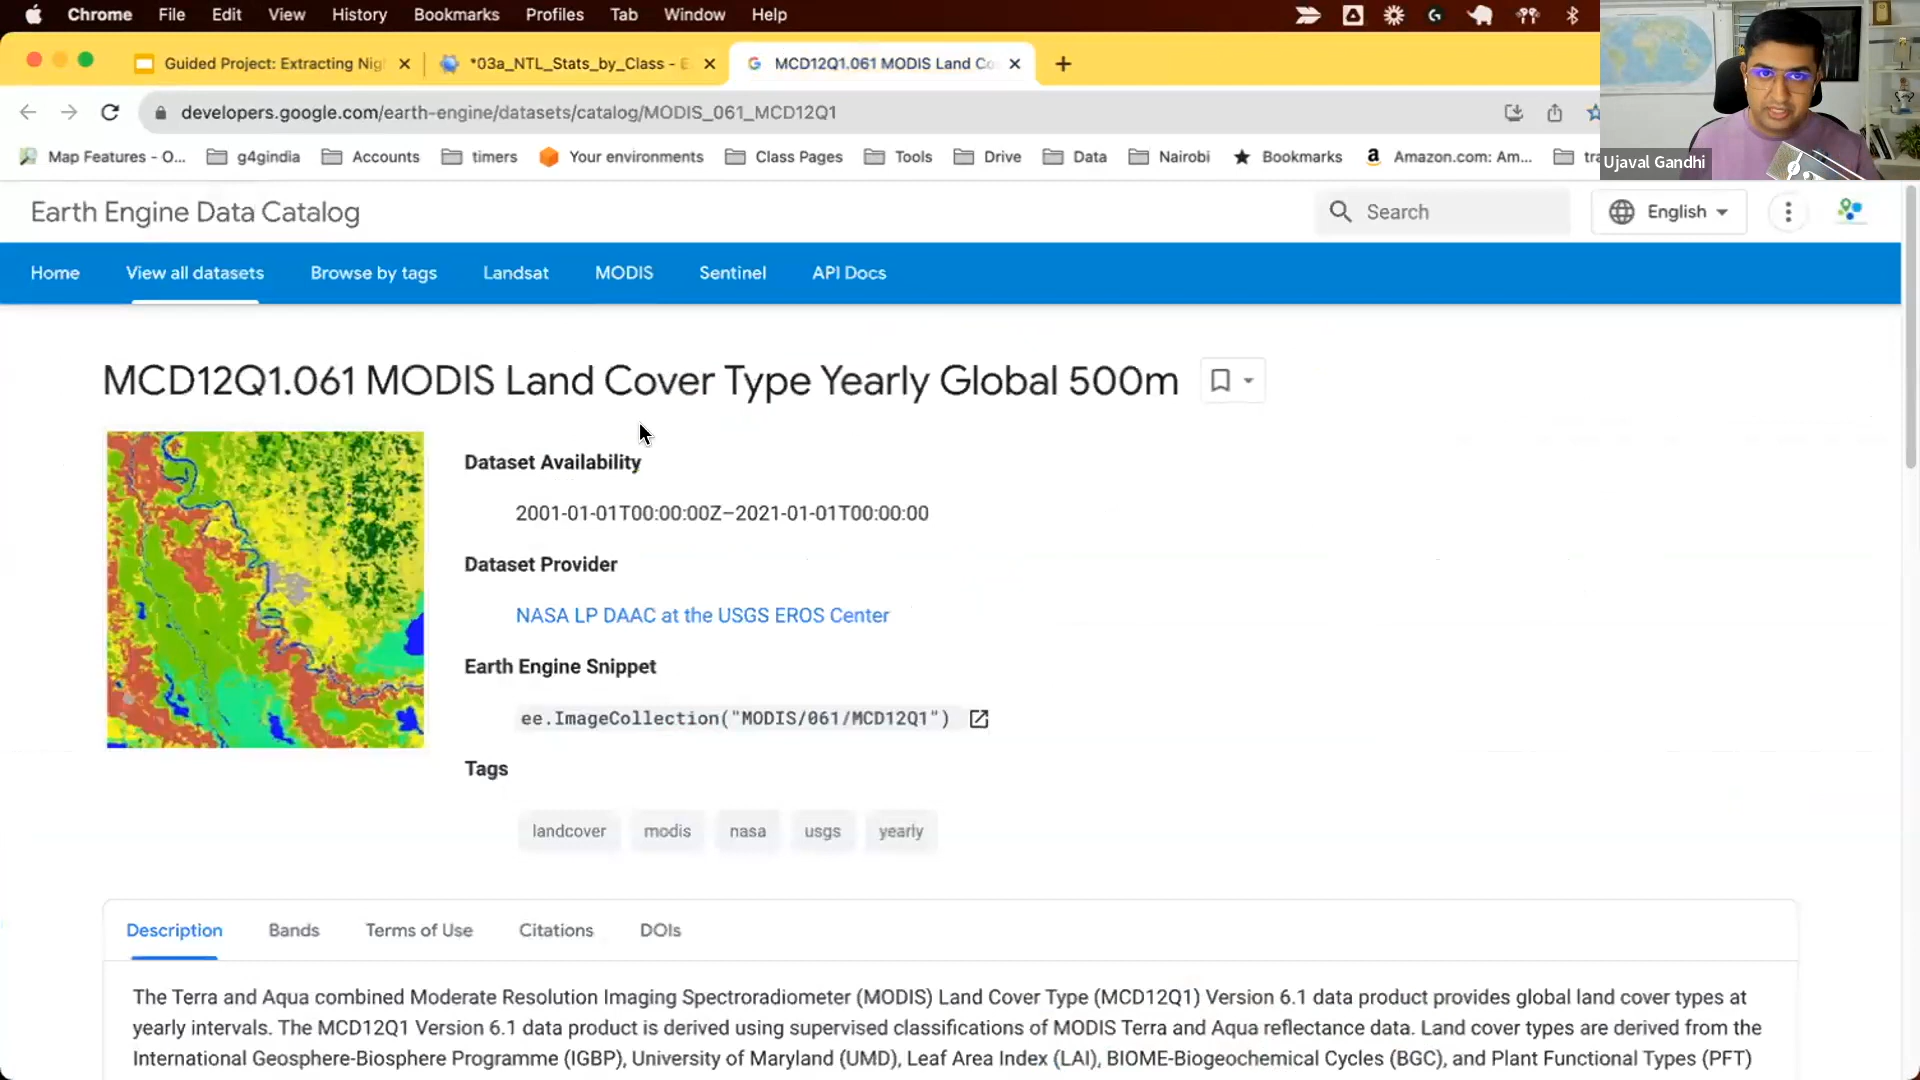 Chrome File Edit View History Bookmarks Profiles Tab Window Help
Guided Project: Extracting Nig *03a_NTL_Stats_by_Class - E MCD12Q1.061 MODIS Land Co
developers.google.com/earth-engine/datasets/catalog/MODIS_061_MCD12Q1
Map Features - O... g4gindia Accounts timers Your environments Class Pages Tools Drive Data Nairobi Bookmarks Amazon.com: Am... tra
Ujaval Gandhi
Earth Engine Data Catalog Search English
Home View all datasets Browse by tags Landsat MODIS Sentinel API Docs
MCD12Q1.061 MODIS Land Cover Type Yearly Global 500m
Dataset Availability
2001-01-01T00:00:00Z–2021-01-01T00:00:00
Dataset Provider
NASA LP DAAC at the USGS EROS Center
Earth Engine Snippet
ee.ImageCollection("MODIS/061/MCD12Q1")
Tags
landcover modis nasa usgs yearly
Description Bands Terms of Use Citations DOIs
The Terra and Aqua combined Moderate Resolution Imaging Spectroradiometer (MODIS) Land Cover Type (MCD12Q1) Version 6.1 data product provides global land cover types at
yearly intervals. The MCD12Q1 Version 6.1 data product is derived using supervised classifications of MODIS Terra and Aqua reflectance data. Land cover types are derived from the
International Geosphere-Biosphere Programme (IGBP), University of Maryland (UMD), Leaf Area Index (LAI), BIOME-Biogeochemical Cycles (BGC), and Plant Functional Types (PFT)